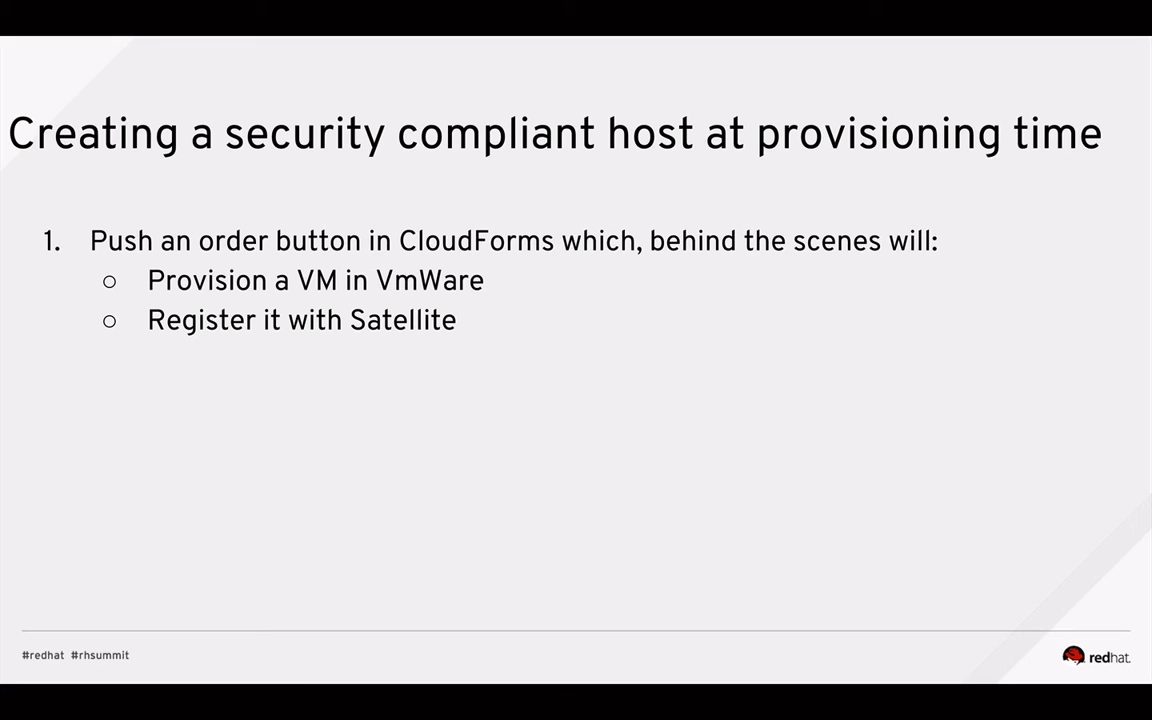 Creating a security compliant host at provisioning time
1. Push an order button in CloudForms which, behind the scenes will:
○ Provision a VM in VmWare
○ Register it with Satellite
#redhat #rhsummit
redhat.